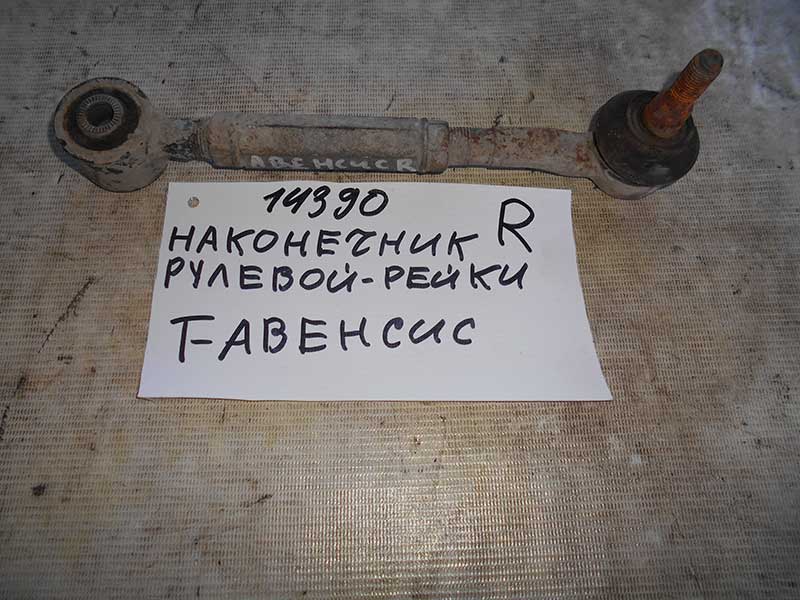 АВЕНСИС R
14390
НАКОНЕЧНИК R
РУЛЕВОЙ-РЕЙКИ
Т-АВЕНСИС